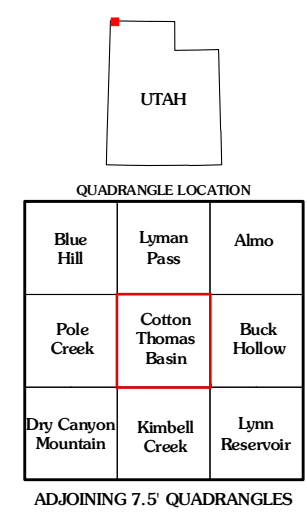 UTAH
QUADRANGLE LOCATION
Blue
Hill
Lyman
Pass
Almo
Pole
Creek
Cotton
Thomas
Basin
Buck
Hollow
Dry Canyon
Mountain
Kimbell
Creek
Lynn
Reservoir
ADJOINING 7.5' QUADRANGLES